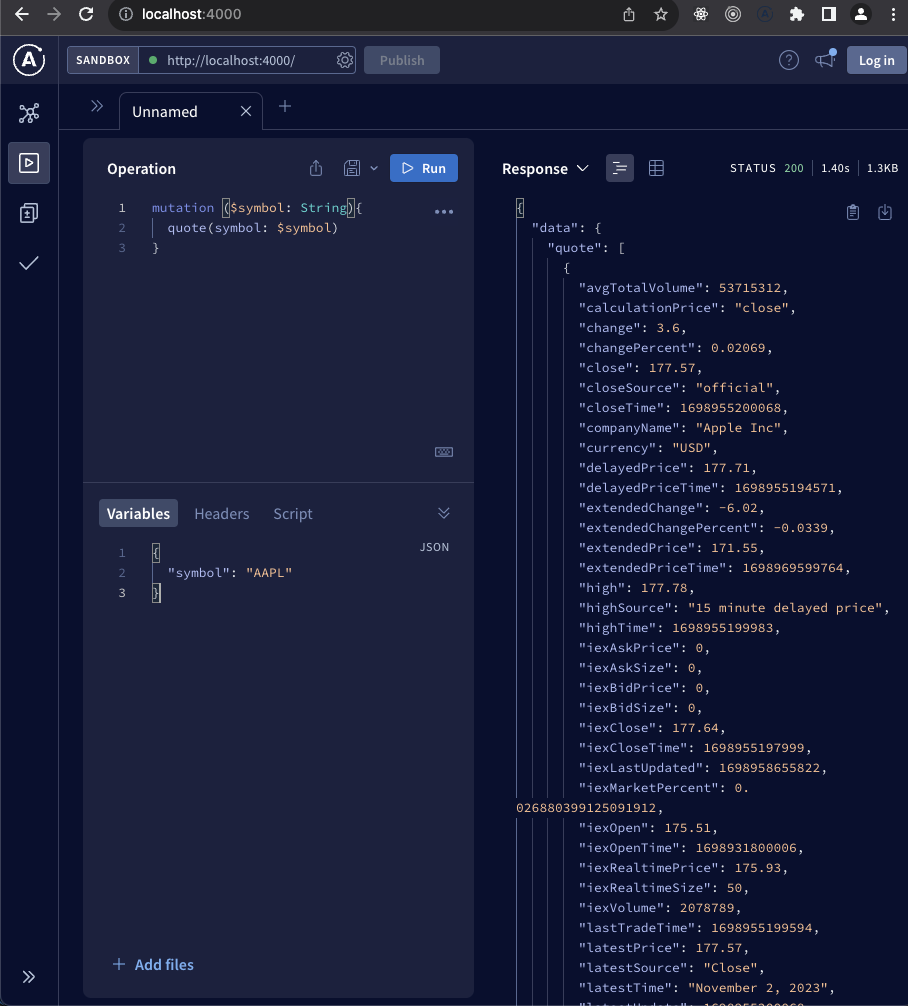 localhost:4000
SANDBOX
http://localhost:4000/
Publish
Log in
Unnamed
Operation
Run
1 mutation ($symbol: String){
2 quote(symbol: $symbol)
3 }
Variables
Headers
Script
JSON
1 {
2 "symbol": "AAPL"
3 }
Add files
Response
STATUS 200
1.40s
1.3KB
{
"data": {
"quote": [
{
"avgTotalVolume": 53715312,
"calculationPrice": "close",
"change": 3.6,
"changePercent": 0.02069,
"close": 177.57,
"closeSource": "official",
"closeTime": 1698955200068,
"companyName": "Apple Inc",
"currency": "USD",
"delayedPrice": 177.71,
"delayedPriceTime": 1698955194571,
"extendedChange": -6.02,
"extendedChangePercent": -0.0339,
"extendedPrice": 171.55,
"extendedPriceTime": 1698969599764,
"high": 177.78,
"highSource": "15 minute delayed price",
"highTime": 1698955199983,
"iexAskPrice": 0,
"iexAskSize": 0,
"iexBidPrice": 0,
"iexBidSize": 0,
"iexClose": 177.64,
"iexCloseTime": 1698955197999,
"iexLastUpdated": 1698958655822,
"iexMarketPercent": 0.
026880399125091912,
"iexOpen": 175.51,
"iexOpenTime": 1698931800006,
"iexRealtimePrice": 175.93,
"iexRealtimeSize": 50,
"iexVolume": 2078789,
"lastTradeTime": 1698955199594,
"latestPrice": 177.57,
"latestSource": "Close",
"latestTime": "November 2, 2023",